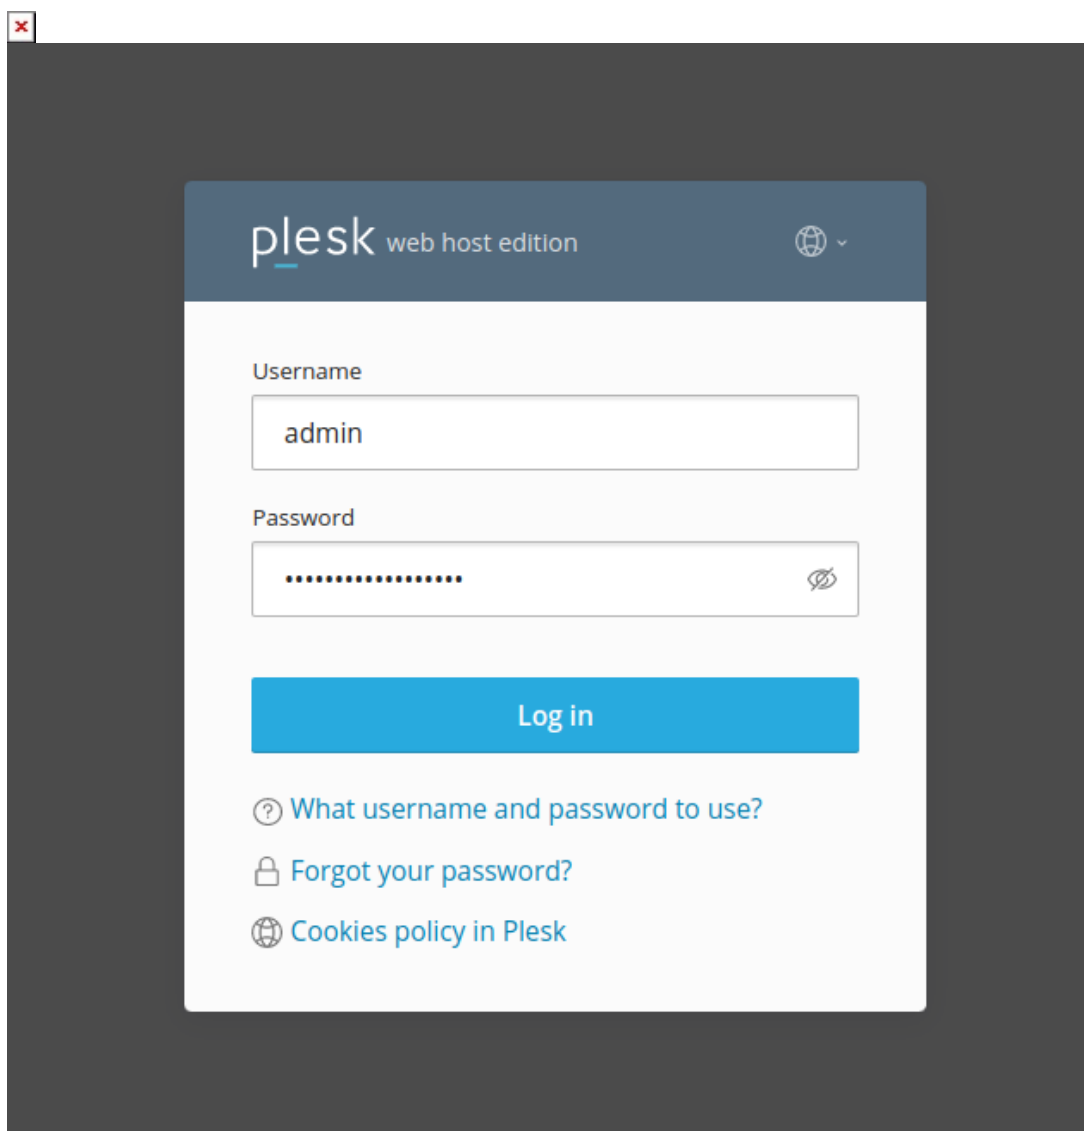 plesk web host edition
Username
admin
Password
••••••••••••••••••
Log in
What username and password to use?
Forgot your password?
Cookies policy in Plesk